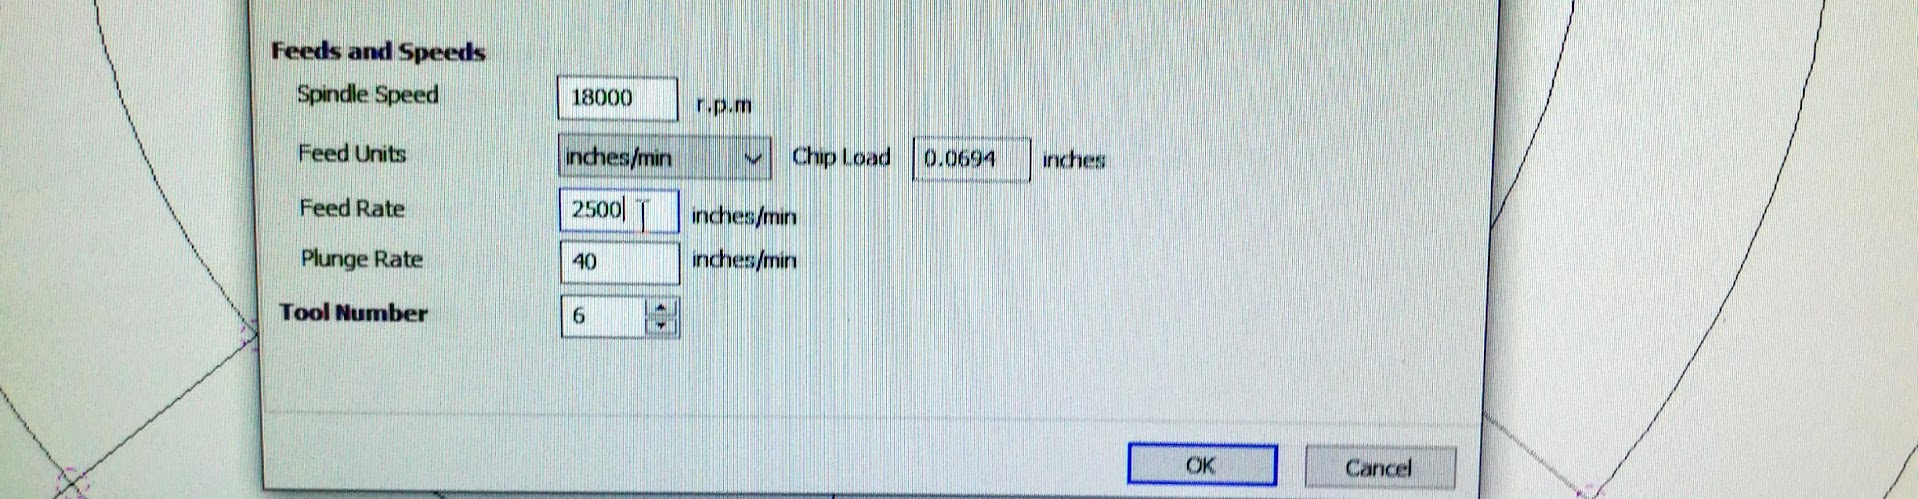 Feeds and Speeds
Spindle Speed 18000 r.p.m
Feed Units inches/min Chip Load 0.0694 inches
Feed Rate 2500 inches/min
Plunge Rate 40 inches/min
Tool Number 6
OK Cancel